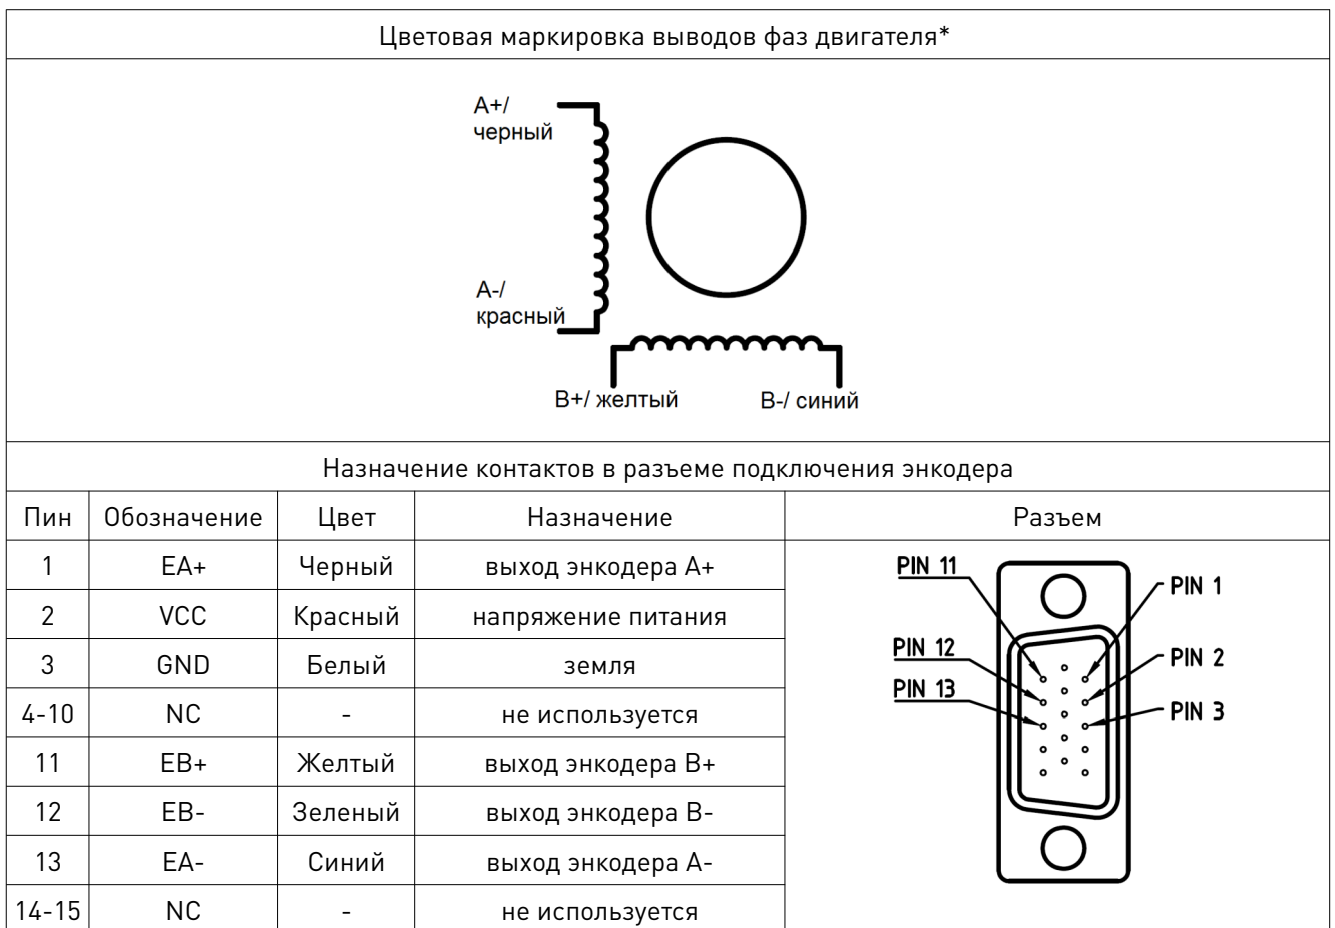 Цветовая маркировка выводов фаз двигателя*
A+/
черный
A-/
красный
B+/ желтый B-/ синий
Назначение контактов в разъеме подключения энкодера
Пин Обозначение Цвет Назначение Разъем
1 EA+ Черный выход энкодера A+
2 VCC Красный напряжение питания
3 GND Белый земля
4-10 NC - не используется
11 EB+ Желтый выход энкодера B+
12 EB- Зеленый выход энкодера B-
13 EA- Синий выход энкодера A-
14-15 NC - не используется
PIN 11
PIN 1
PIN 12
PIN 2
PIN 13
PIN 3